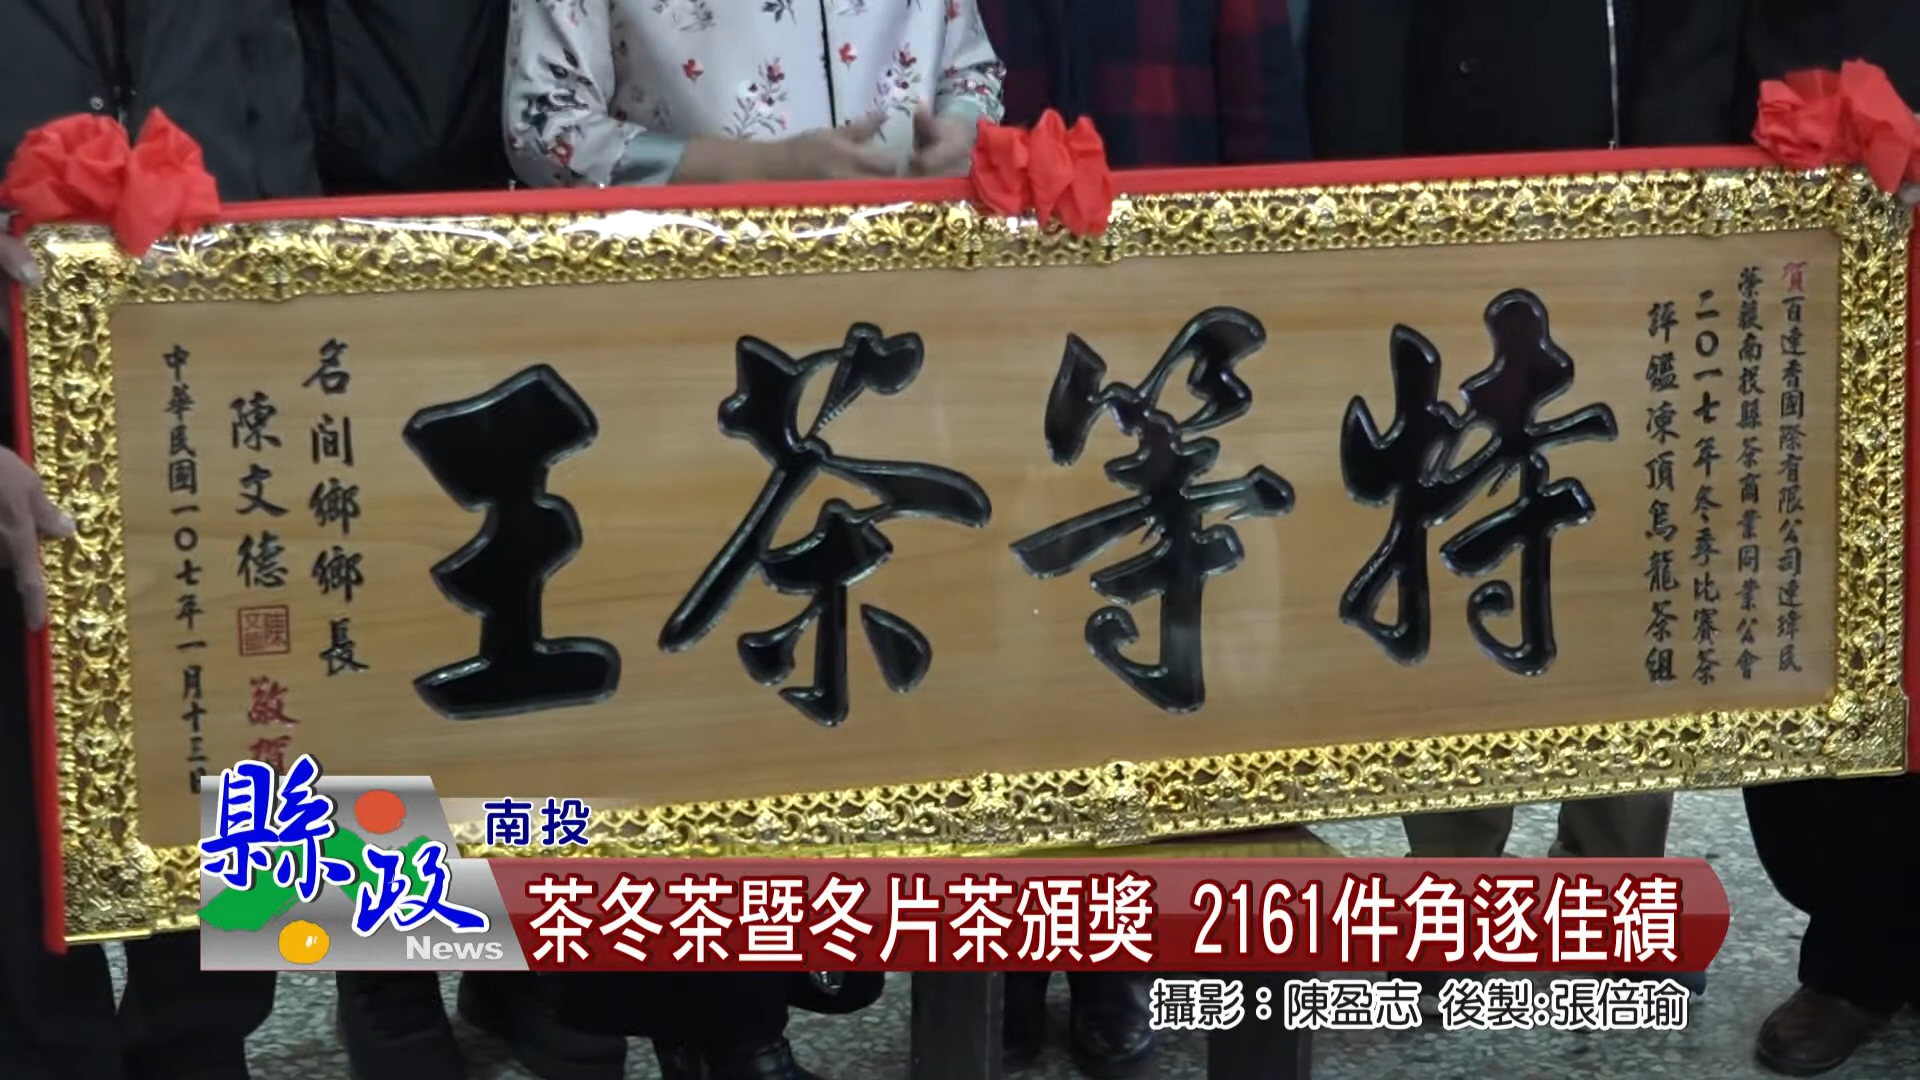 賀百達香國際有限公司連瑋民
榮獲南投縣茶商業同業公會
二〇一七年冬季比賽茶
評鑑凍頂烏龍茶組
特等茶王
名間鄉鄉長
陳文德
敬賀
中華民國一〇七年一月十三日
縣政
News
南投
茶冬茶暨冬片茶頒獎 2161件角逐佳績
攝影：陳盈志 後製:張倍瑜